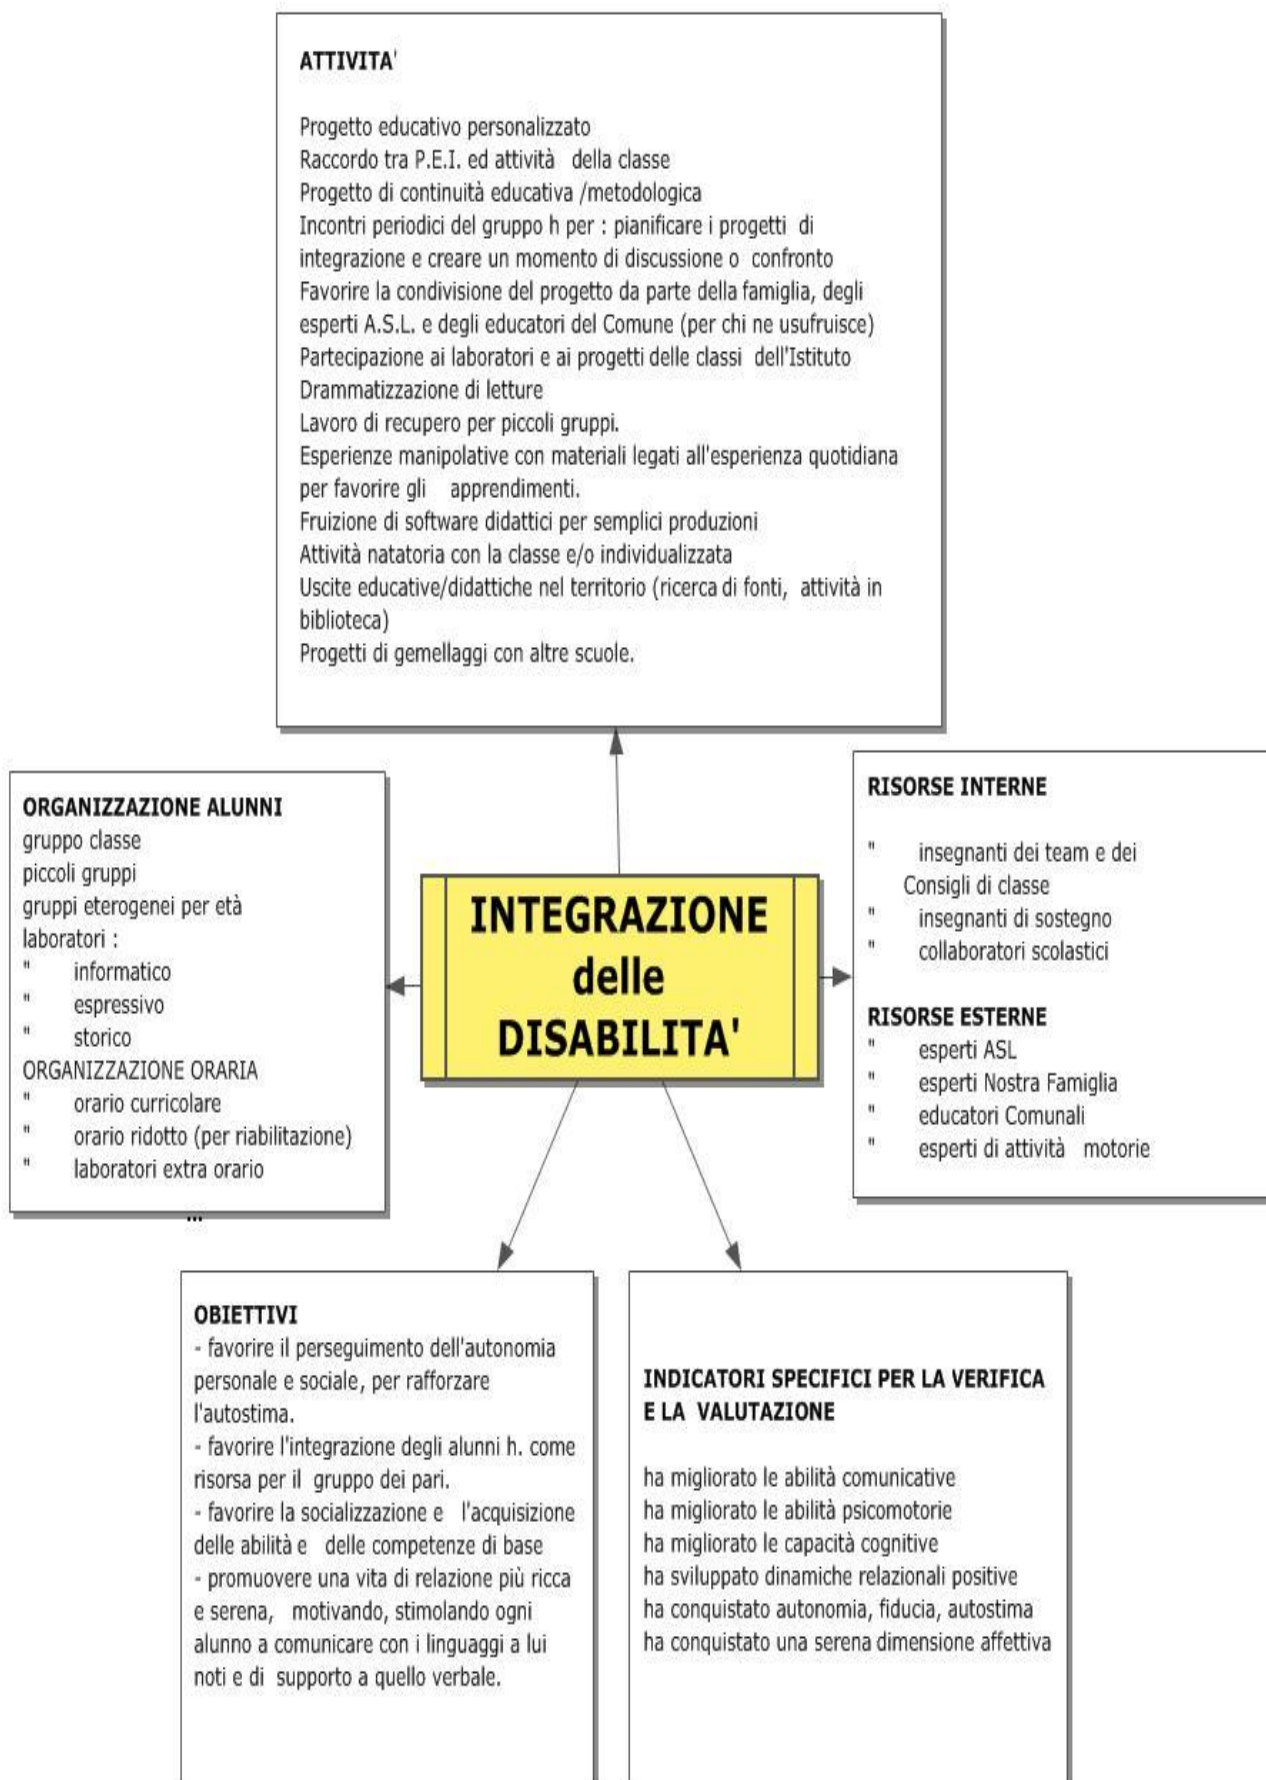 ATTIVITA'
Progetto educativo personalizzato
Raccordo tra P.E.I. ed attività della classe
Progetto di continuità educativa /metodologica
Incontri periodici del gruppo h per : pianificare i progetti di
integrazione e creare un momento di discussione o confronto
Favorire la condivisione del progetto da parte della famiglia, degli
esperti A.S.L. e degli educatori del Comune (per chi ne usufruisce)
Partecipazione ai laboratori e ai progetti delle classi dell'Istituto
Drammatizzazione di letture
Lavoro di recupero per piccoli gruppi.
Esperienze manipolative con materiali legati all'esperienza quotidiana
per favorire gli apprendimenti.
Fruizione di software didattici per semplici produzioni
Attività natatoria con la classe e/o individualizzata
Uscite educative/didattiche nel territorio (ricerca di fonti, attività in
biblioteca)
Progetti di gemellaggi con altre scuole.
ORGANIZZAZIONE ALUNNI
gruppo classe
piccoli gruppi
gruppi eterogenei per età
laboratori :
" informatico
" espressivo
" storico
ORGANIZZAZIONE ORARIA
" orario curricolare
" orario ridotto (per riabilitazione)
" laboratori extra orario
...
INTEGRAZIONE
delle
DISABILITA'
RISORSE INTERNE
" insegnanti dei team e dei
Consigli di classe
" insegnanti di sostegno
" collaboratori scolastici
RISORSE ESTERNE
" esperti ASL
" esperti Nostra Famiglia
" educatori Comunali
" esperti di attività motorie
OBIETTIVI
- favorire il perseguimento dell'autonomia
personale e sociale, per rafforzare
l'autostima.
- favorire l'integrazione degli alunni h. come
risorsa per il gruppo dei pari.
- favorire la socializzazione e l'acquisizione
delle abilità e delle competenze di base
- promuovere una vita di relazione più ricca
e serena, motivando, stimolando ogni
alunno a comunicare con i linguaggi a lui
noti e di supporto a quello verbale.
INDICATORI SPECIFICI PER LA VERIFICA
E LA VALUTAZIONE
ha migliorato le abilità comunicative
ha migliorato le abilità psicomotorie
ha migliorato le capacità cognitive
ha sviluppato dinamiche relazionali positive
ha conquistato autonomia, fiducia, autostima
ha conquistato una serena dimensione affettiva